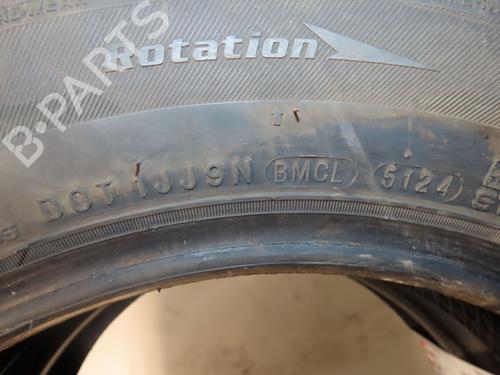 B-PARTS
Rotation
DOT 1JJ9N BMCL 5124